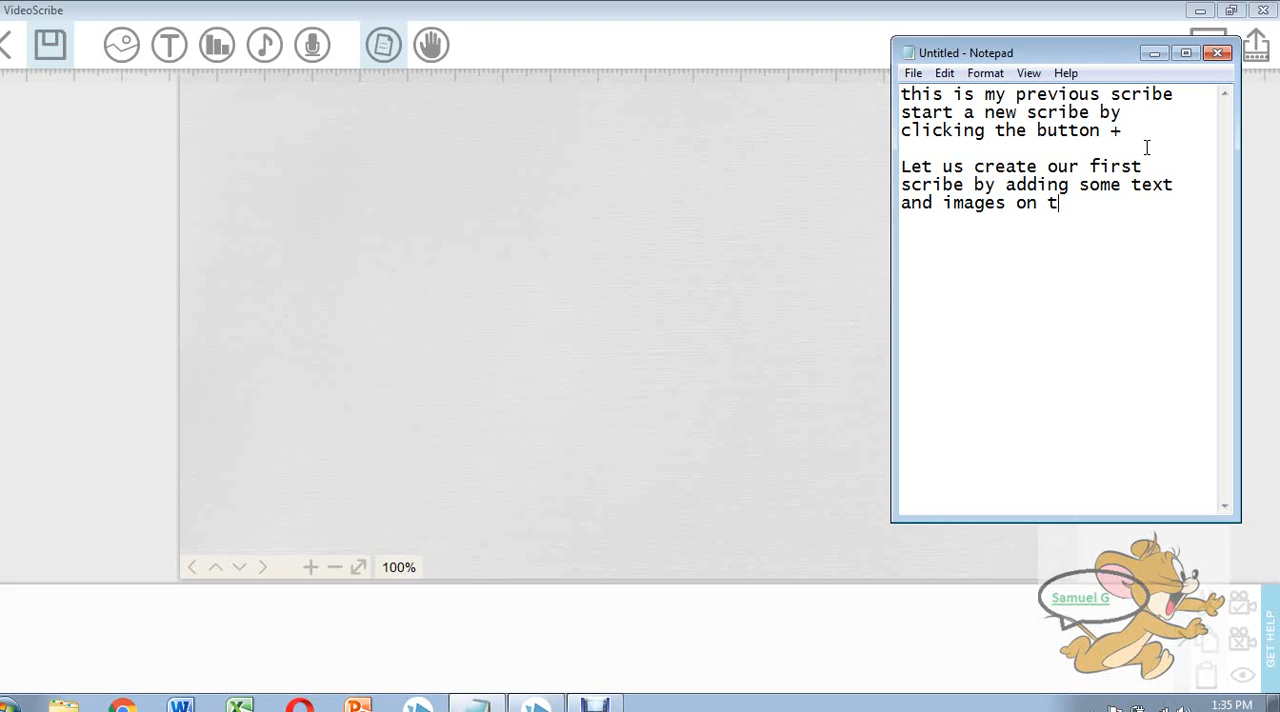 VideoScribe
Untitled - Notepad
File Edit Format View Help
this is my previous scribe
start a new scribe by
clicking the button +
Let us create our first
scribe by adding some text
and images on t
100%
Samuel G
GET HELP
1:35 PM